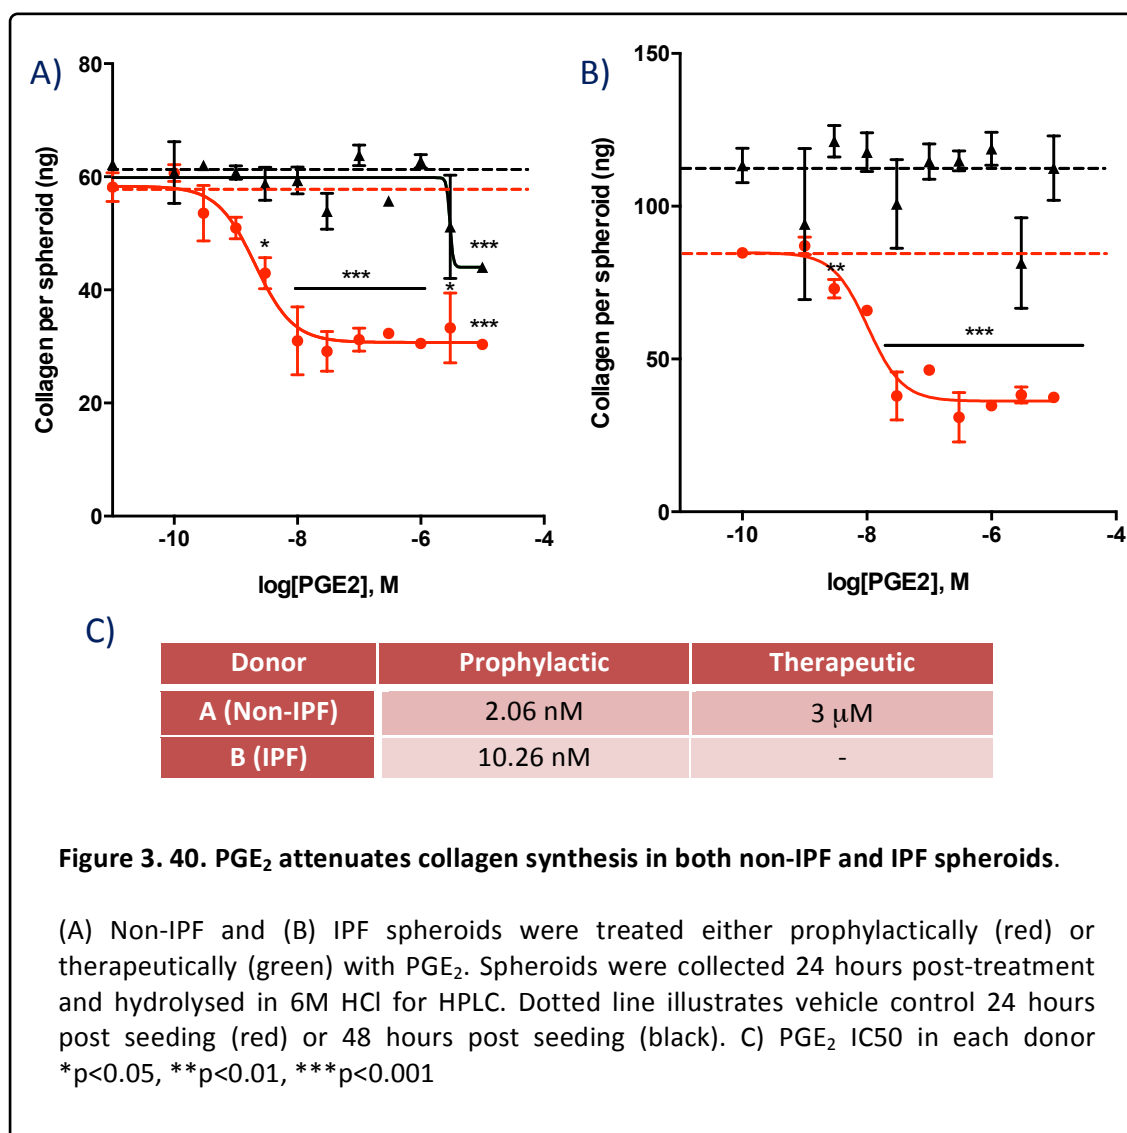 A)
80
60
40
20
0
Collagen per spheroid (ng)
*
***
***
*
***
-10
-8
-6
-4
log[PGE2], M
B)
150
100
50
0
Collagen per spheroid (ng)
**
***
-10
-8
-6
-4
log[PGE2], M
C)
Donor Prophylactic Therapeutic
A (Non-IPF) 2.06 nM 3 μM
B (IPF) 10.26 nM -
Figure 3. 40. PGE₂ attenuates collagen synthesis in both non-IPF and IPF spheroids.
(A) Non-IPF and (B) IPF spheroids were treated either prophylactically (red) or
therapeutically (green) with PGE₂. Spheroids were collected 24 hours post-treatment
and hydrolysed in 6M HCl for HPLC. Dotted line illustrates vehicle control 24 hours
post seeding (red) or 48 hours post seeding (black). C) PGE₂ IC50 in each donor
*p<0.05, **p<0.01, ***p<0.001